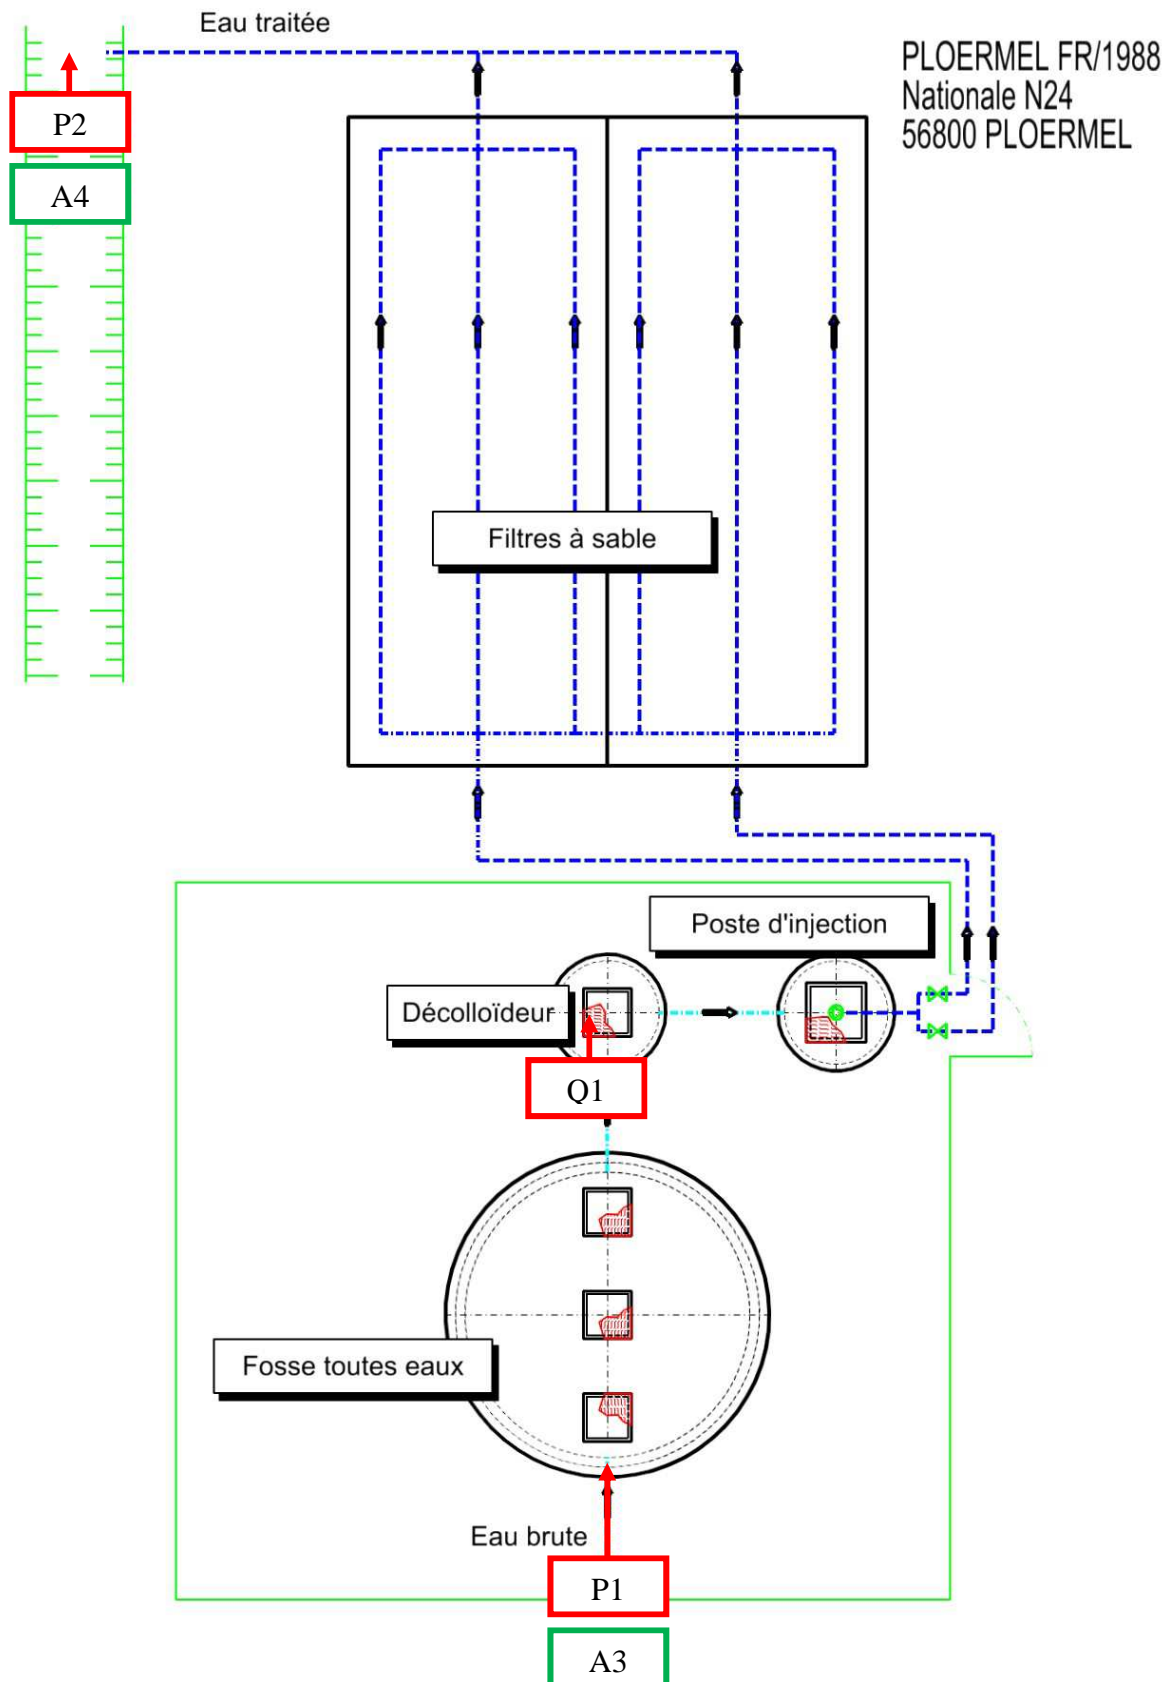 Eau traitée
PLOERMEL FR/1988
Nationale N24
56800 PLOERMEL
P2
A4
Filtres à sable
Poste d'injection
Décolloïdeur
Q1
Fosse toutes eaux
Eau brute
P1
A3